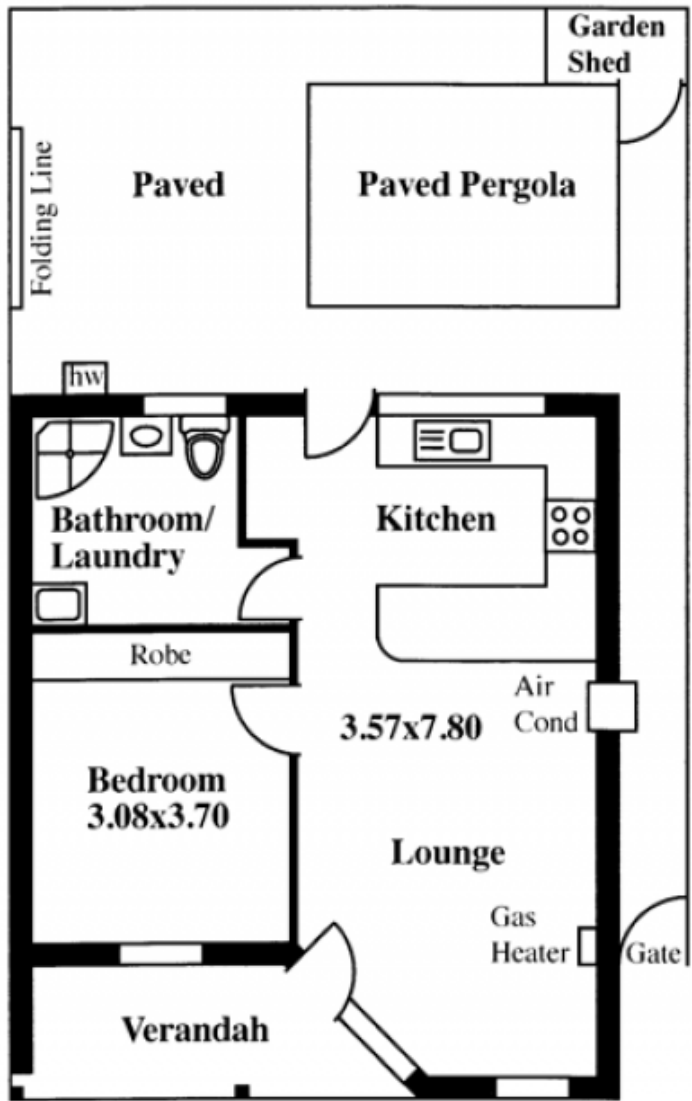 Garden
Shed
Folding Line
Paved
Paved Pergola
hw
Bathroom/
Laundry
Kitchen
Robe
Air
Cond
3.57x7.80
Bedroom
3.08x3.70
Lounge
Gas
Heater
Gate
Verandah